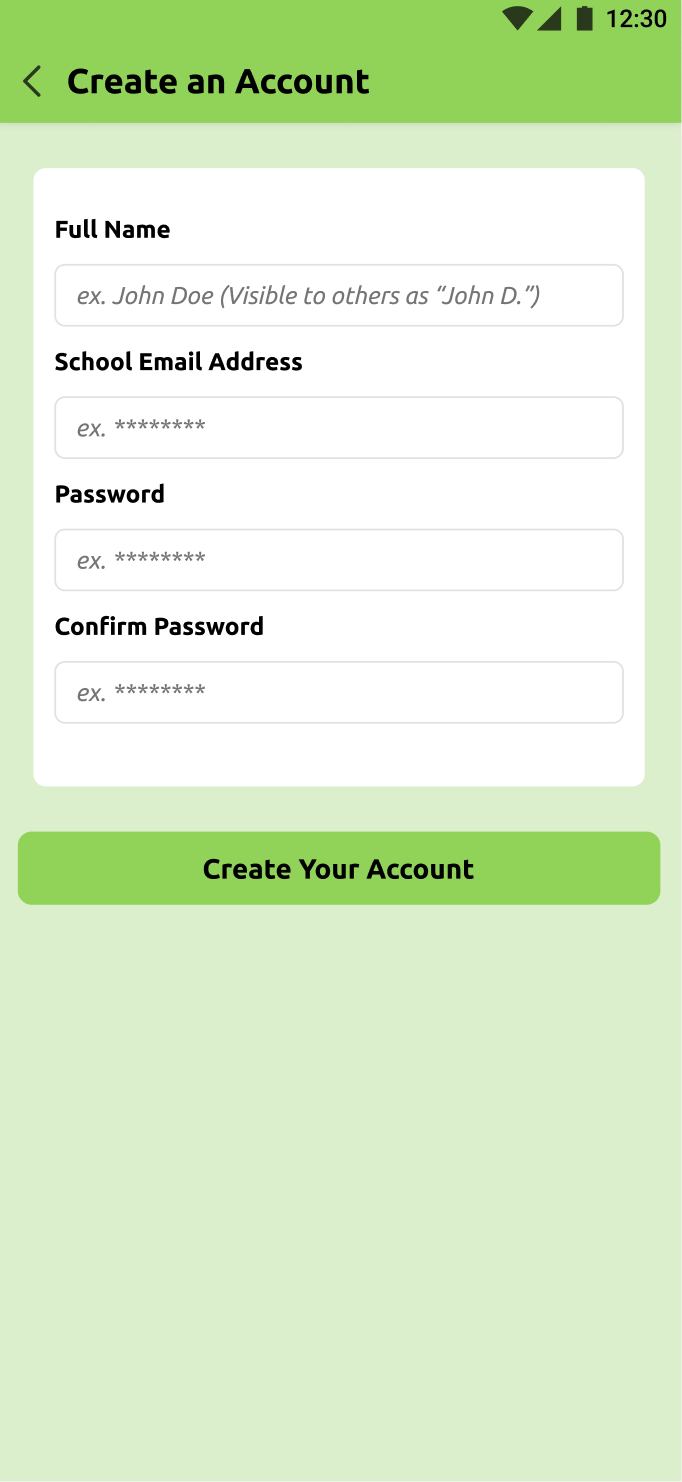 12:30
Create an Account
Full Name
ex. John Doe (Visible to others as “John D.”)
School Email Address
ex. ********
Password
ex. ********
Confirm Password
ex. ********
Create Your Account